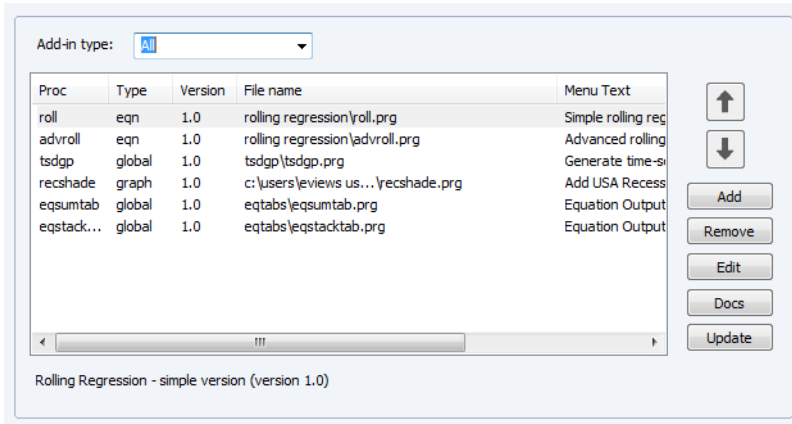 Add-in type: All
Proc Type Version File name Menu Text
roll eqn 1.0 rolling regression\roll.prg Simple rolling reg
advroll eqn 1.0 rolling regression\advroll.prg Advanced rolling
tsdgp global 1.0 tsdgp\tsdgp.prg Generate time-s
recshade graph 1.0 c:\users\eviews us...\recshade.prg Add USA Recess
eqsumtab global 1.0 eqtabs\eqsumtab.prg Equation Output
eqstack... global 1.0 eqtabs\eqstacktab.prg Equation Output
Add
Remove
Edit
Docs
Update
Rolling Regression - simple version (version 1.0)